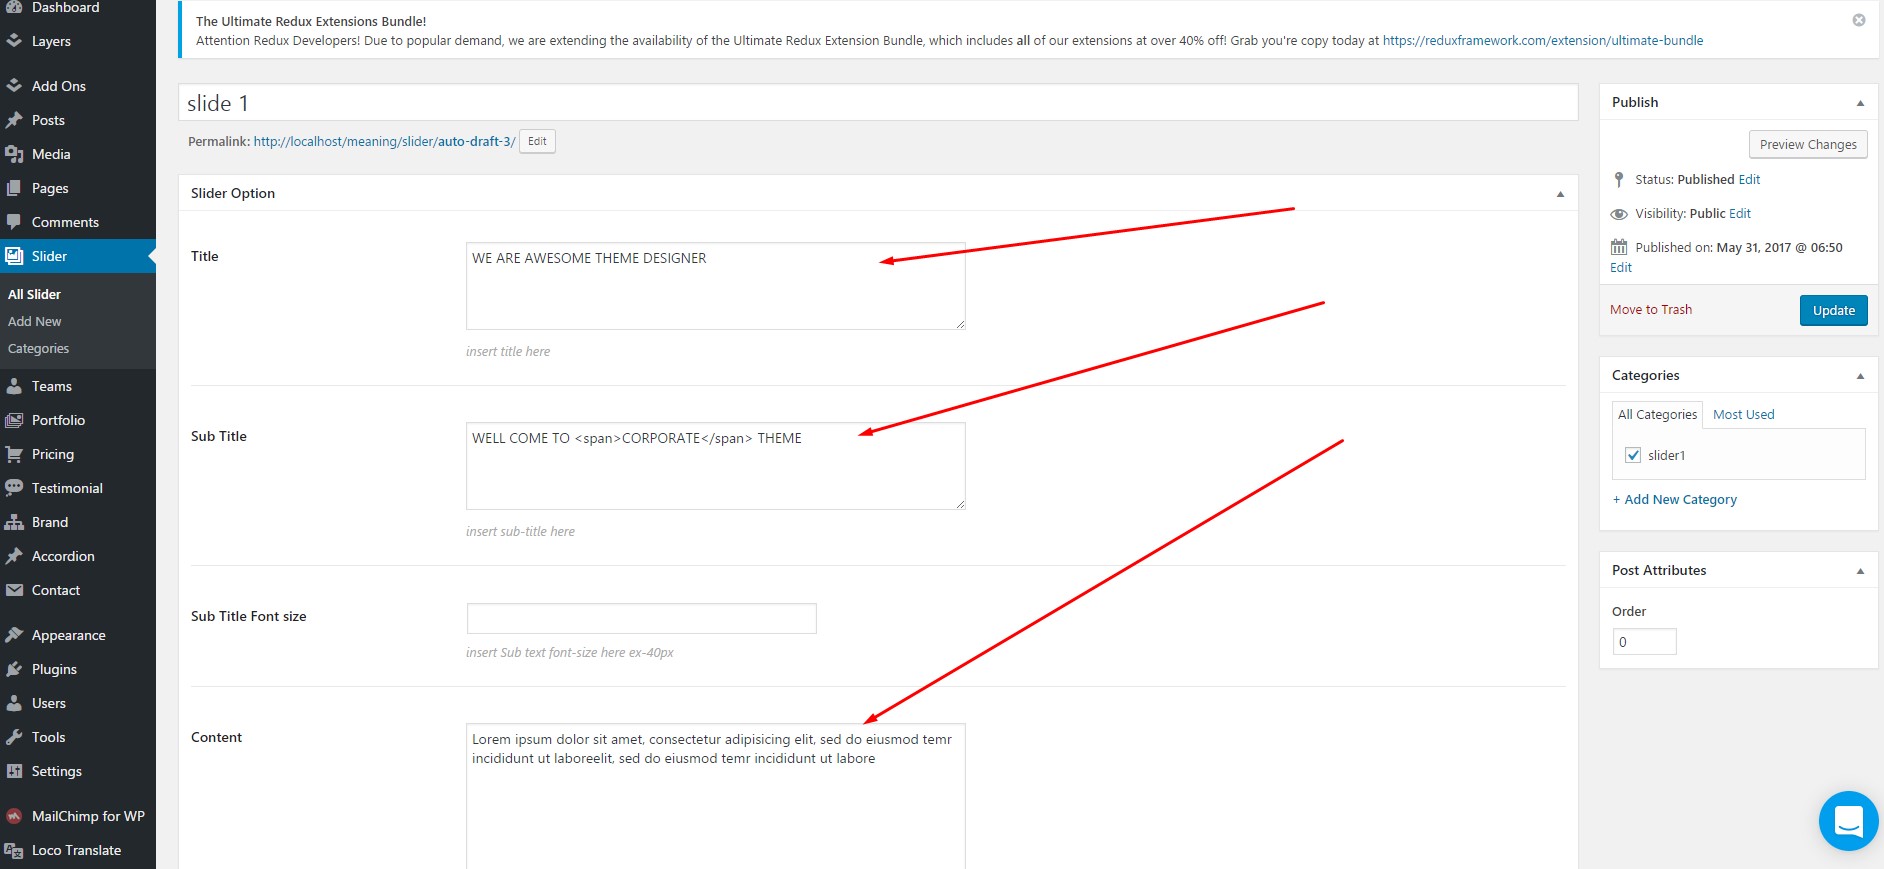 Dashboard
Layers
Add Ons
Posts
Media
Pages
Comments
Slider
All Slider
Add New
Categories
Teams
Portfolio
Pricing
Testimonial
Brand
Accordion
Contact
Appearance
Plugins
Users
Tools
Settings
MailChimp for WP
Loco Translate
The Ultimate Redux Extensions Bundle!
Attention Redux Developers! Due to popular demand, we are extending the availability of the Ultimate Redux Extension Bundle, which includes all of our extensions at over 40% off! Grab you're copy today at https://reduxframework.com/extension/ultimate-bundle
slide 1
Permalink: http://localhost/meaning/slider/auto-draft-3/ Edit
Slider Option
Title
WE ARE AWESOME THEME DESIGNER
insert title here
Sub Title
WELL COME TO <span>CORPORATE</span> THEME
insert sub-title here
Sub Title Font size
insert Sub text font-size here ex-40px
Content
Lorem ipsum dolor sit amet, consectetur adipisicing elit, sed do eiusmod temr
incididunt ut laboreelit, sed do eiusmod temr incididunt ut labore
Publish
Preview Changes
Status: Published Edit
Visibility: Public Edit
Published on: May 31, 2017 @ 06:50
Edit
Move to Trash
Update
Categories
All Categories
Most Used
slider1
+ Add New Category
Post Attributes
Order
0